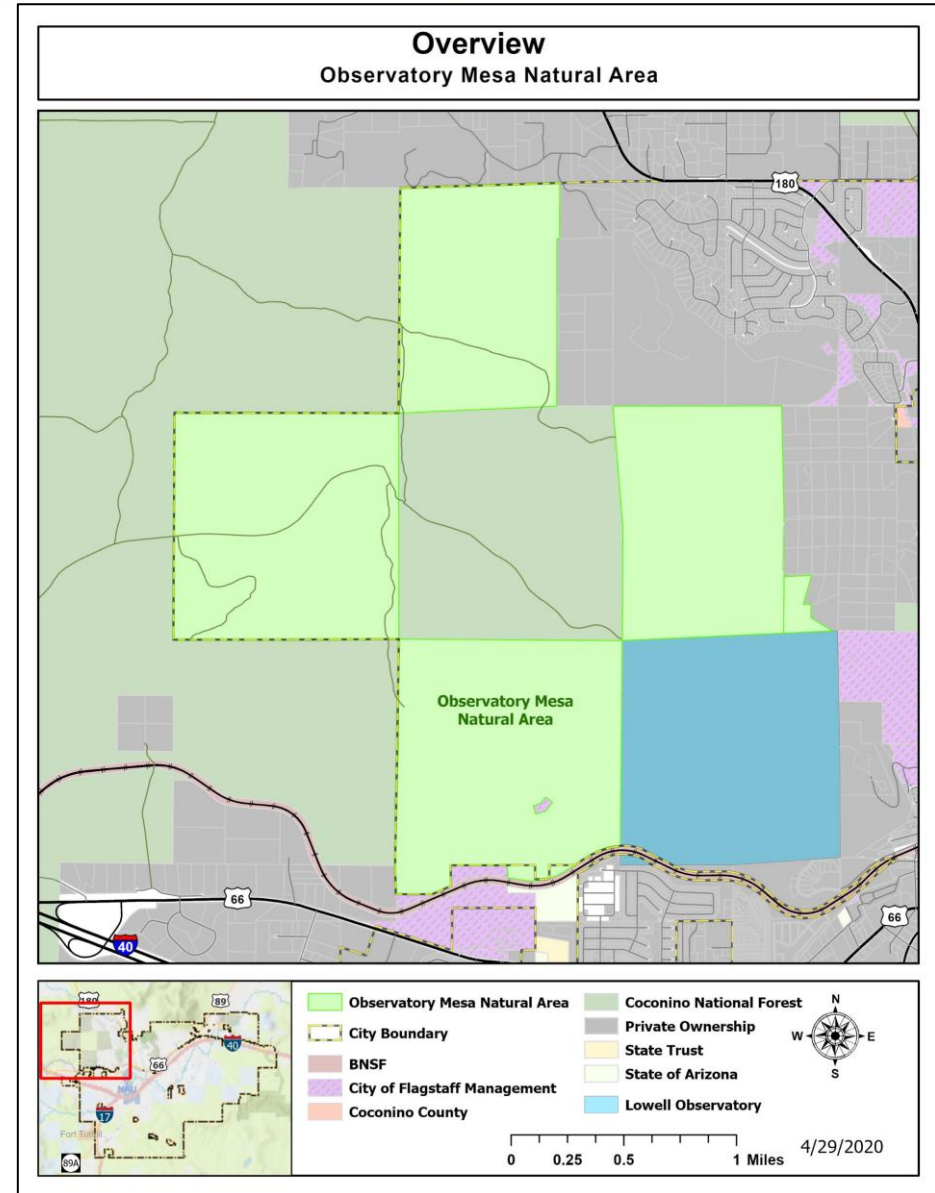 Overview
Observatory Mesa Natural Area
180
Observatory Mesa
Natural Area
66
40
66
180
89
66
40
NAU
17
Fort Tuthill
89A
Observatory Mesa Natural Area
City Boundary
BNSF
City of Flagstaff Management
Coconino County
Coconino National Forest
Private Ownership
State Trust
State of Arizona
Lowell Observatory
N
W E
S
0 0.25 0.5 1 Miles
4/29/2020